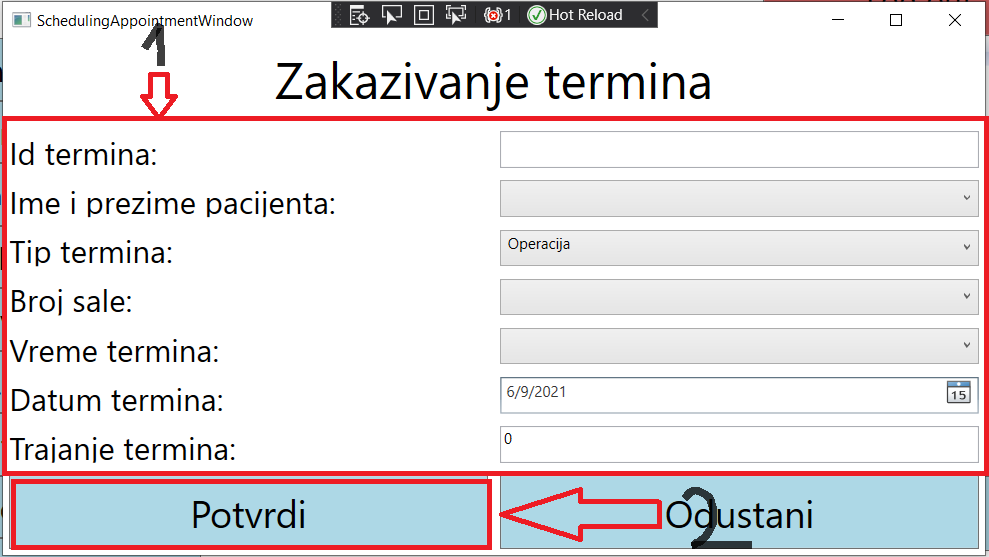 SchedulingAppointmentWindow
1 Hot Reload
1
Zakazivanje termina
Id termina:
Ime i prezime pacijenta:
Tip termina: Operacija
Broj sale:
Vreme termina:
Datum termina: 6/9/2021 15
Trajanje termina: 0
Potvrdi Odustani
2